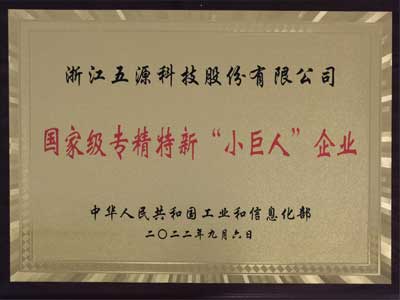 浙江五源科技股份有限公司
国家级专精特新“小巨人”企业
中华人民共和国工业和信息化部
二〇二二年九月六日